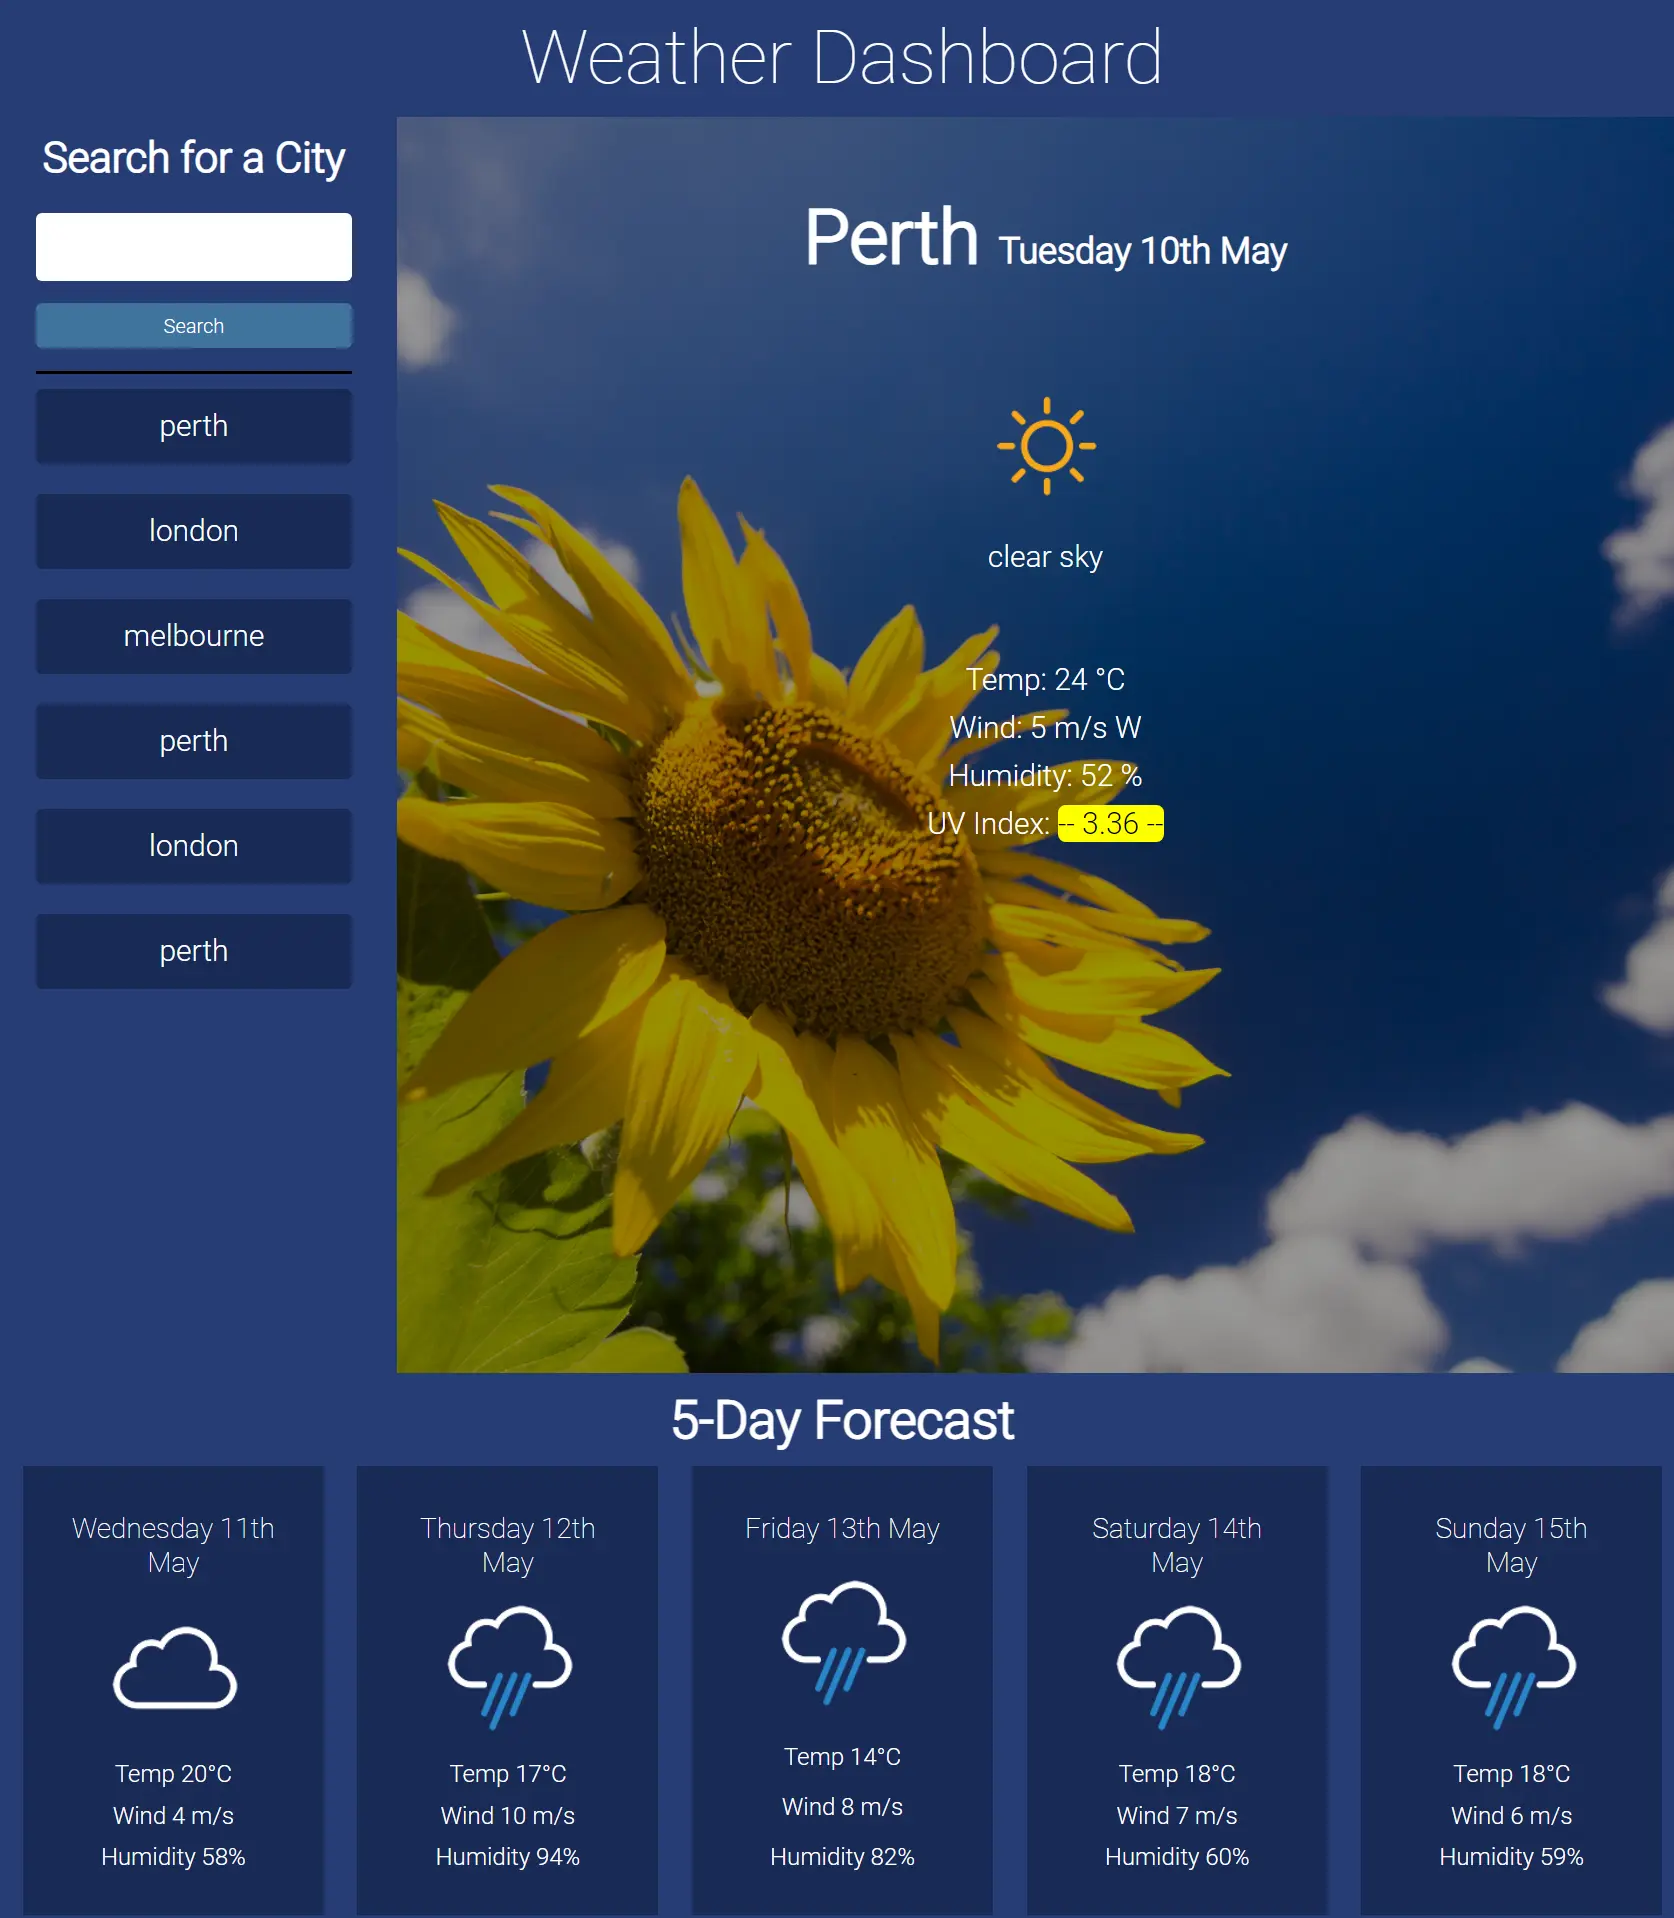 Weather Dashboard
Search for a City
Search
perth
london
melbourne
perth
london
perth
Perth Tuesday 10th May
clear sky
Temp: 24 °C
Wind: 5 m/s W
Humidity: 52 %
UV Index: -- 3.36 --
5-Day Forecast
Wednesday 11th
May
Temp 20°C
Wind 4 m/s
Humidity 58%
Thursday 12th
May
Temp 17°C
Wind 10 m/s
Humidity 94%
Friday 13th May
Temp 14°C
Wind 8 m/s
Humidity 82%
Saturday 14th
May
Temp 18°C
Wind 7 m/s
Humidity 60%
Sunday 15th
May
Temp 18°C
Wind 6 m/s
Humidity 59%